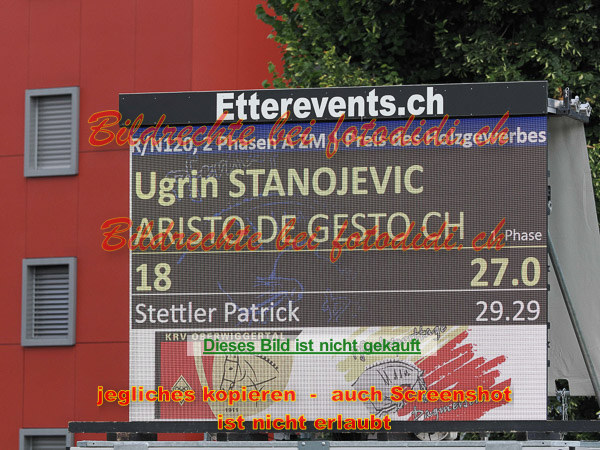 Etterevents.ch
Bildrechte bei fotodidi.ch
R/N120, 2 Phasen A ZM, Preis des Holzgewerbes
Ugrin STANOJEVIC
ARISTO DE GESTO CH
Bildrechte bei fotodidi.ch
Phase
18 27.0
Stettler Patrick 29.29
KRV OBERWIGGERTAL
Dieses Bild ist nicht gekauft
jegliches kopieren - auch Screenshot
ist nicht erlaubt